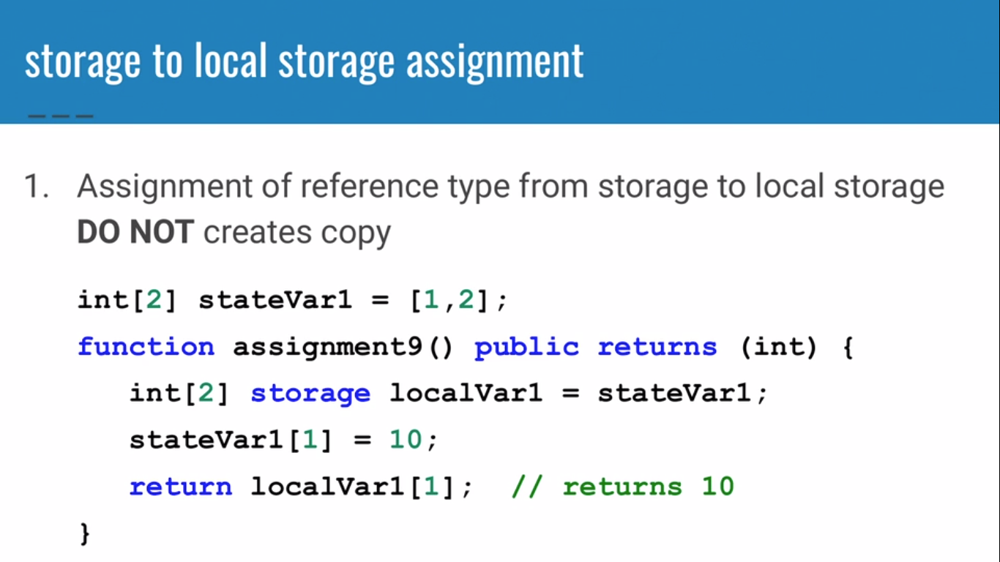 storage to local storage assignment
1. Assignment of reference type from storage to local storage
DO NOT creates copy
int[2] stateVar1 = [1,2];
function assignment9() public returns (int) {
int[2] storage localVar1 = stateVar1;
stateVar1[1] = 10;
return localVar1[1]; // returns 10
}